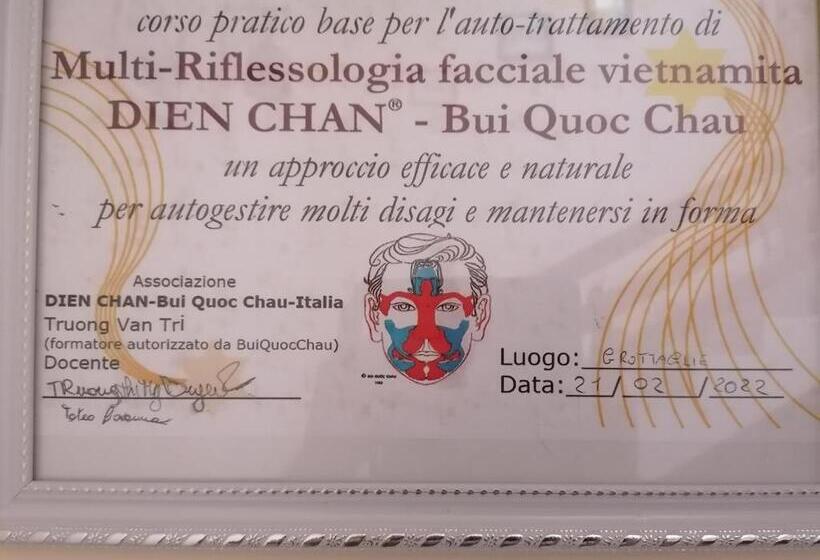 corso pratico base per l'auto-trattamento di
Multi-Riflessologia facciale vietnamita
DIEN CHAN® - Bui Quoc Chau
un approccio efficace e naturale
per autogestire molti disagi e mantenersi in forma
Associazione
DIEN CHAN-Bui Quoc Chau-Italia
Truong Van Tri
(formatore autorizzato da BuiQuocChau)
Docente
Luogo: GROTTAGLIE
Data: 21/02/2022